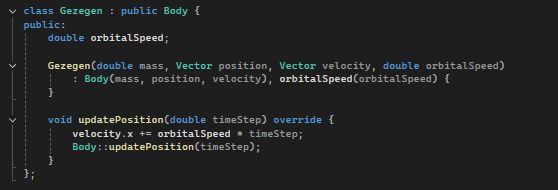 class Gezegen : public Body {
public:
double orbitalSpeed;
Gezegen(double mass, Vector position, Vector velocity, double orbitalSpeed)
: Body(mass, position, velocity), orbitalSpeed(orbitalSpeed) {
}
void updatePosition(double timeStep) override {
velocity.x += orbitalSpeed * timeStep;
Body::updatePosition(timeStep);
}
};